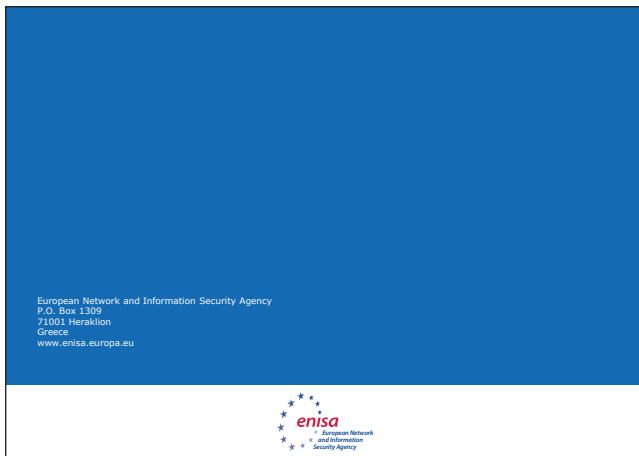 European Network and Information Security Agency
P.O. Box 1309
71001 Heraklion
Greece
www.enisa.europa.eu
enisa
European Network
and Information
Security Agency